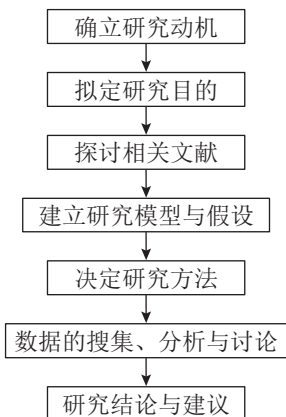 确立研究动机
拟定研究目的
探讨相关文献
建立研究模型与假设
决定研究方法
数据的搜集、分析与讨论
研究结论与建议